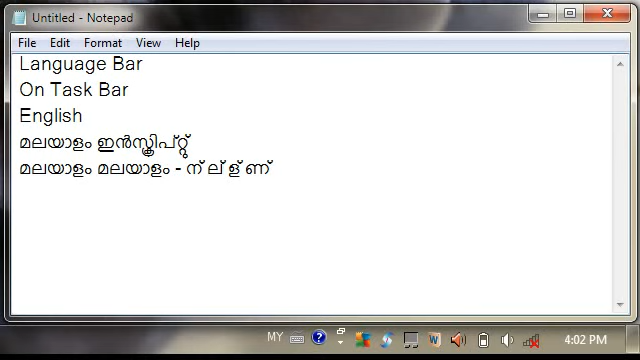 Untitled - Notepad
File Edit Format View Help
Language Bar
On Task Bar
English
മലയാളം ഇൻസ്ക്രിപ്റ്റ്
മലയാളം മലയാളം - ന് ല് ള് ണ്
MY
4:02 PM